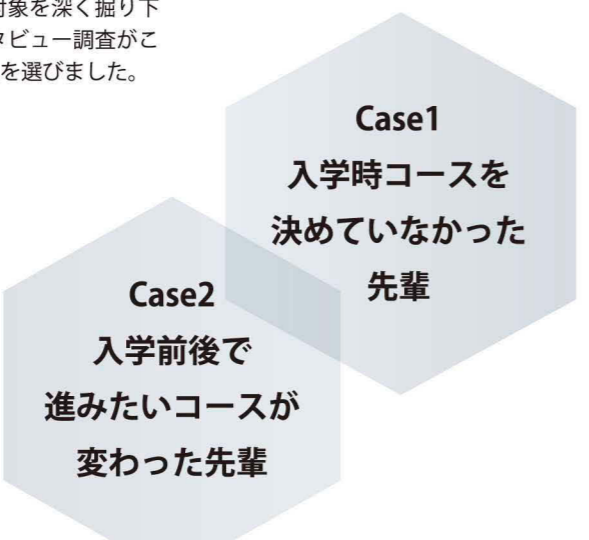 対象を深く掘り下
タビュー調査がこ
を選びました。
Case1
入学時コースを
決めていなかった
先輩
Case2
入学前後で
進みたいコースが
変わった先輩